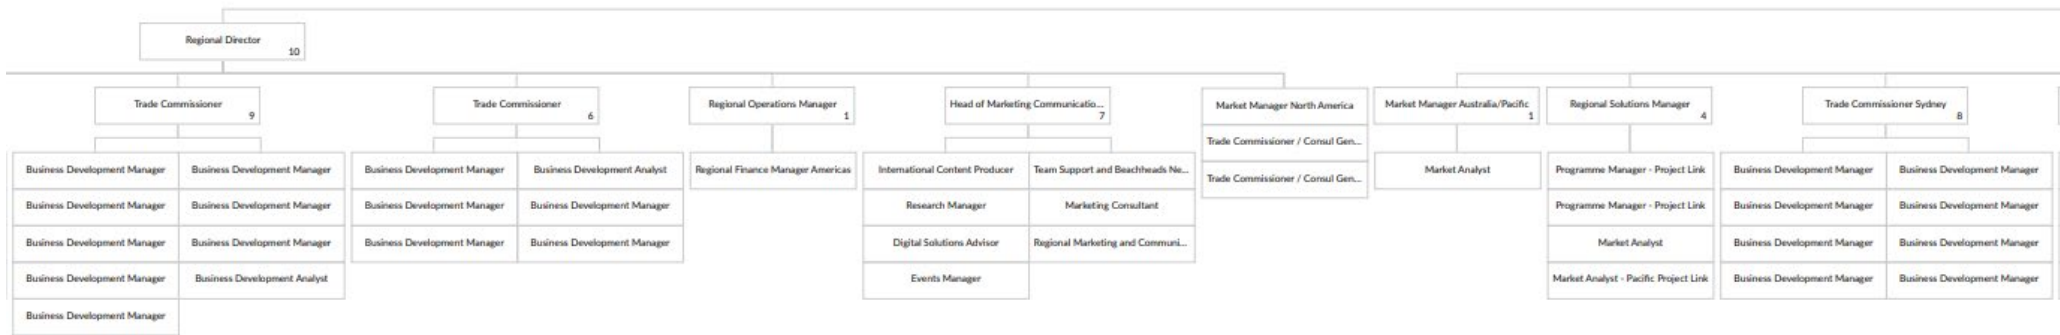 Regional Director
10
Trade Commissioner
9
Trade Commissioner
6
Regional Operations Manager
1
Head of Marketing Communicatio...
7
Market Manager North America
Market Manager Australia/Pacific
1
Regional Solutions Manager
4
Trade Commissioner Sydney
8
Trade Commissioner / Consul Gen...
Trade Commissioner / Consul Gen...
Business Development Manager
Business Development Manager
Business Development Manager
Business Development Analyst
Regional Finance Manager Americas
International Content Producer
Team Support and Beachheads Ne...
Market Analyst
Programme Manager - Project Link
Business Development Manager
Business Development Manager
Business Development Manager
Business Development Manager
Business Development Manager
Business Development Manager
Research Manager
Marketing Consultant
Programme Manager - Project Link
Business Development Manager
Business Development Manager
Business Development Manager
Business Development Manager
Business Development Manager
Business Development Manager
Digital Solutions Advisor
Regional Marketing and Communi...
Market Analyst
Business Development Manager
Business Development Manager
Business Development Manager
Business Development Analyst
Events Manager
Market Analyst - Pacific Project Link
Business Development Manager
Business Development Manager
Business Development Manager